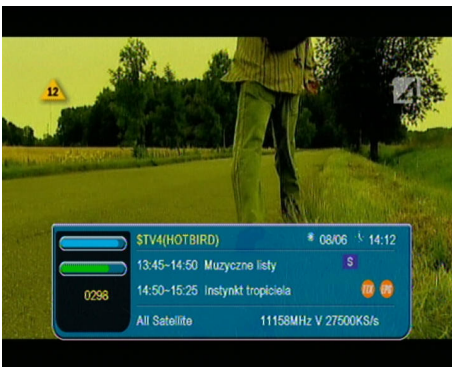 12
4
$TV4(HOTBIRD) 08/06 14:12
13:45~14:50 Muzyczne listy S
0298 14:50~15:25 Instynkt tropiciela TTX EPG
All Satellite 11158MHz V 27500KS/s